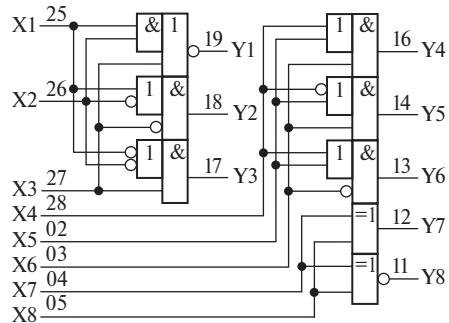 X1 25 & 1 19 Y1
X2 26 1 & 18 Y2
1 & 17 Y3
X3 27
X4 28
X5 02
X6 03
X7 04
X8 05
1 & 16 Y4
1 & 14 Y5
1 & 13 Y6
=1 12 Y7
=1 11 Y8